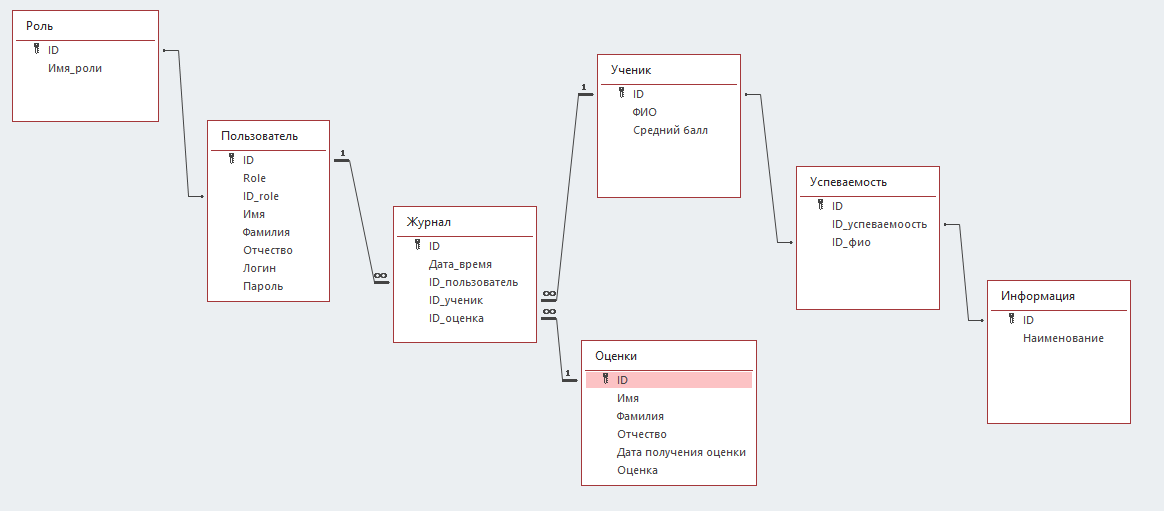 Роль
ID
Имя_роли
Пользователь
ID
Role
ID_role
Имя
Фамилия
Отчество
Логин
Пароль
1
∞
Журнал
ID
Дата_время
ID_пользователь
ID_ученик
ID_оценка
1
∞
∞
1
Ученик
ID
ФИО
Средний балл
Оценки
ID
Имя
Фамилия
Отчество
Дата получения оценки
Оценка
Успеваемость
ID
ID_успеваемоость
ID_фио
Информация
ID
Наименование